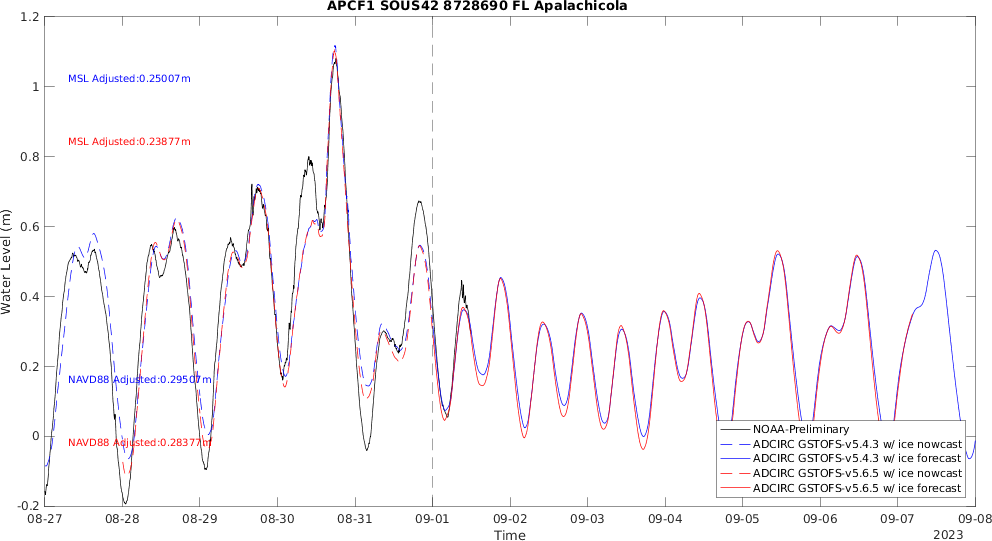 APCF1 SOUS42 8728690 FL Apalachicola
1.2
1
0.8
0.6
0.4
0.2
0
-0.2
Water Level (m)
MSL Adjusted:0.25007m
MSL Adjusted:0.23877m
NAVD88 Adjusted:0.29507m
NAVD88 Adjusted:0.28377m
NOAA-Preliminary
ADCIRC GSTOFS-v5.4.3 w/ ice nowcast
ADCIRC GSTOFS-v5.4.3 w/ ice forecast
ADCIRC GSTOFS-v5.6.5 w/ ice nowcast
ADCIRC GSTOFS-v5.6.5 w/ ice forecast
08-27 08-28 08-29 08-30 08-31 09-01 09-02 09-03 09-04 09-05 09-06 09-07 09-08
Time
2023